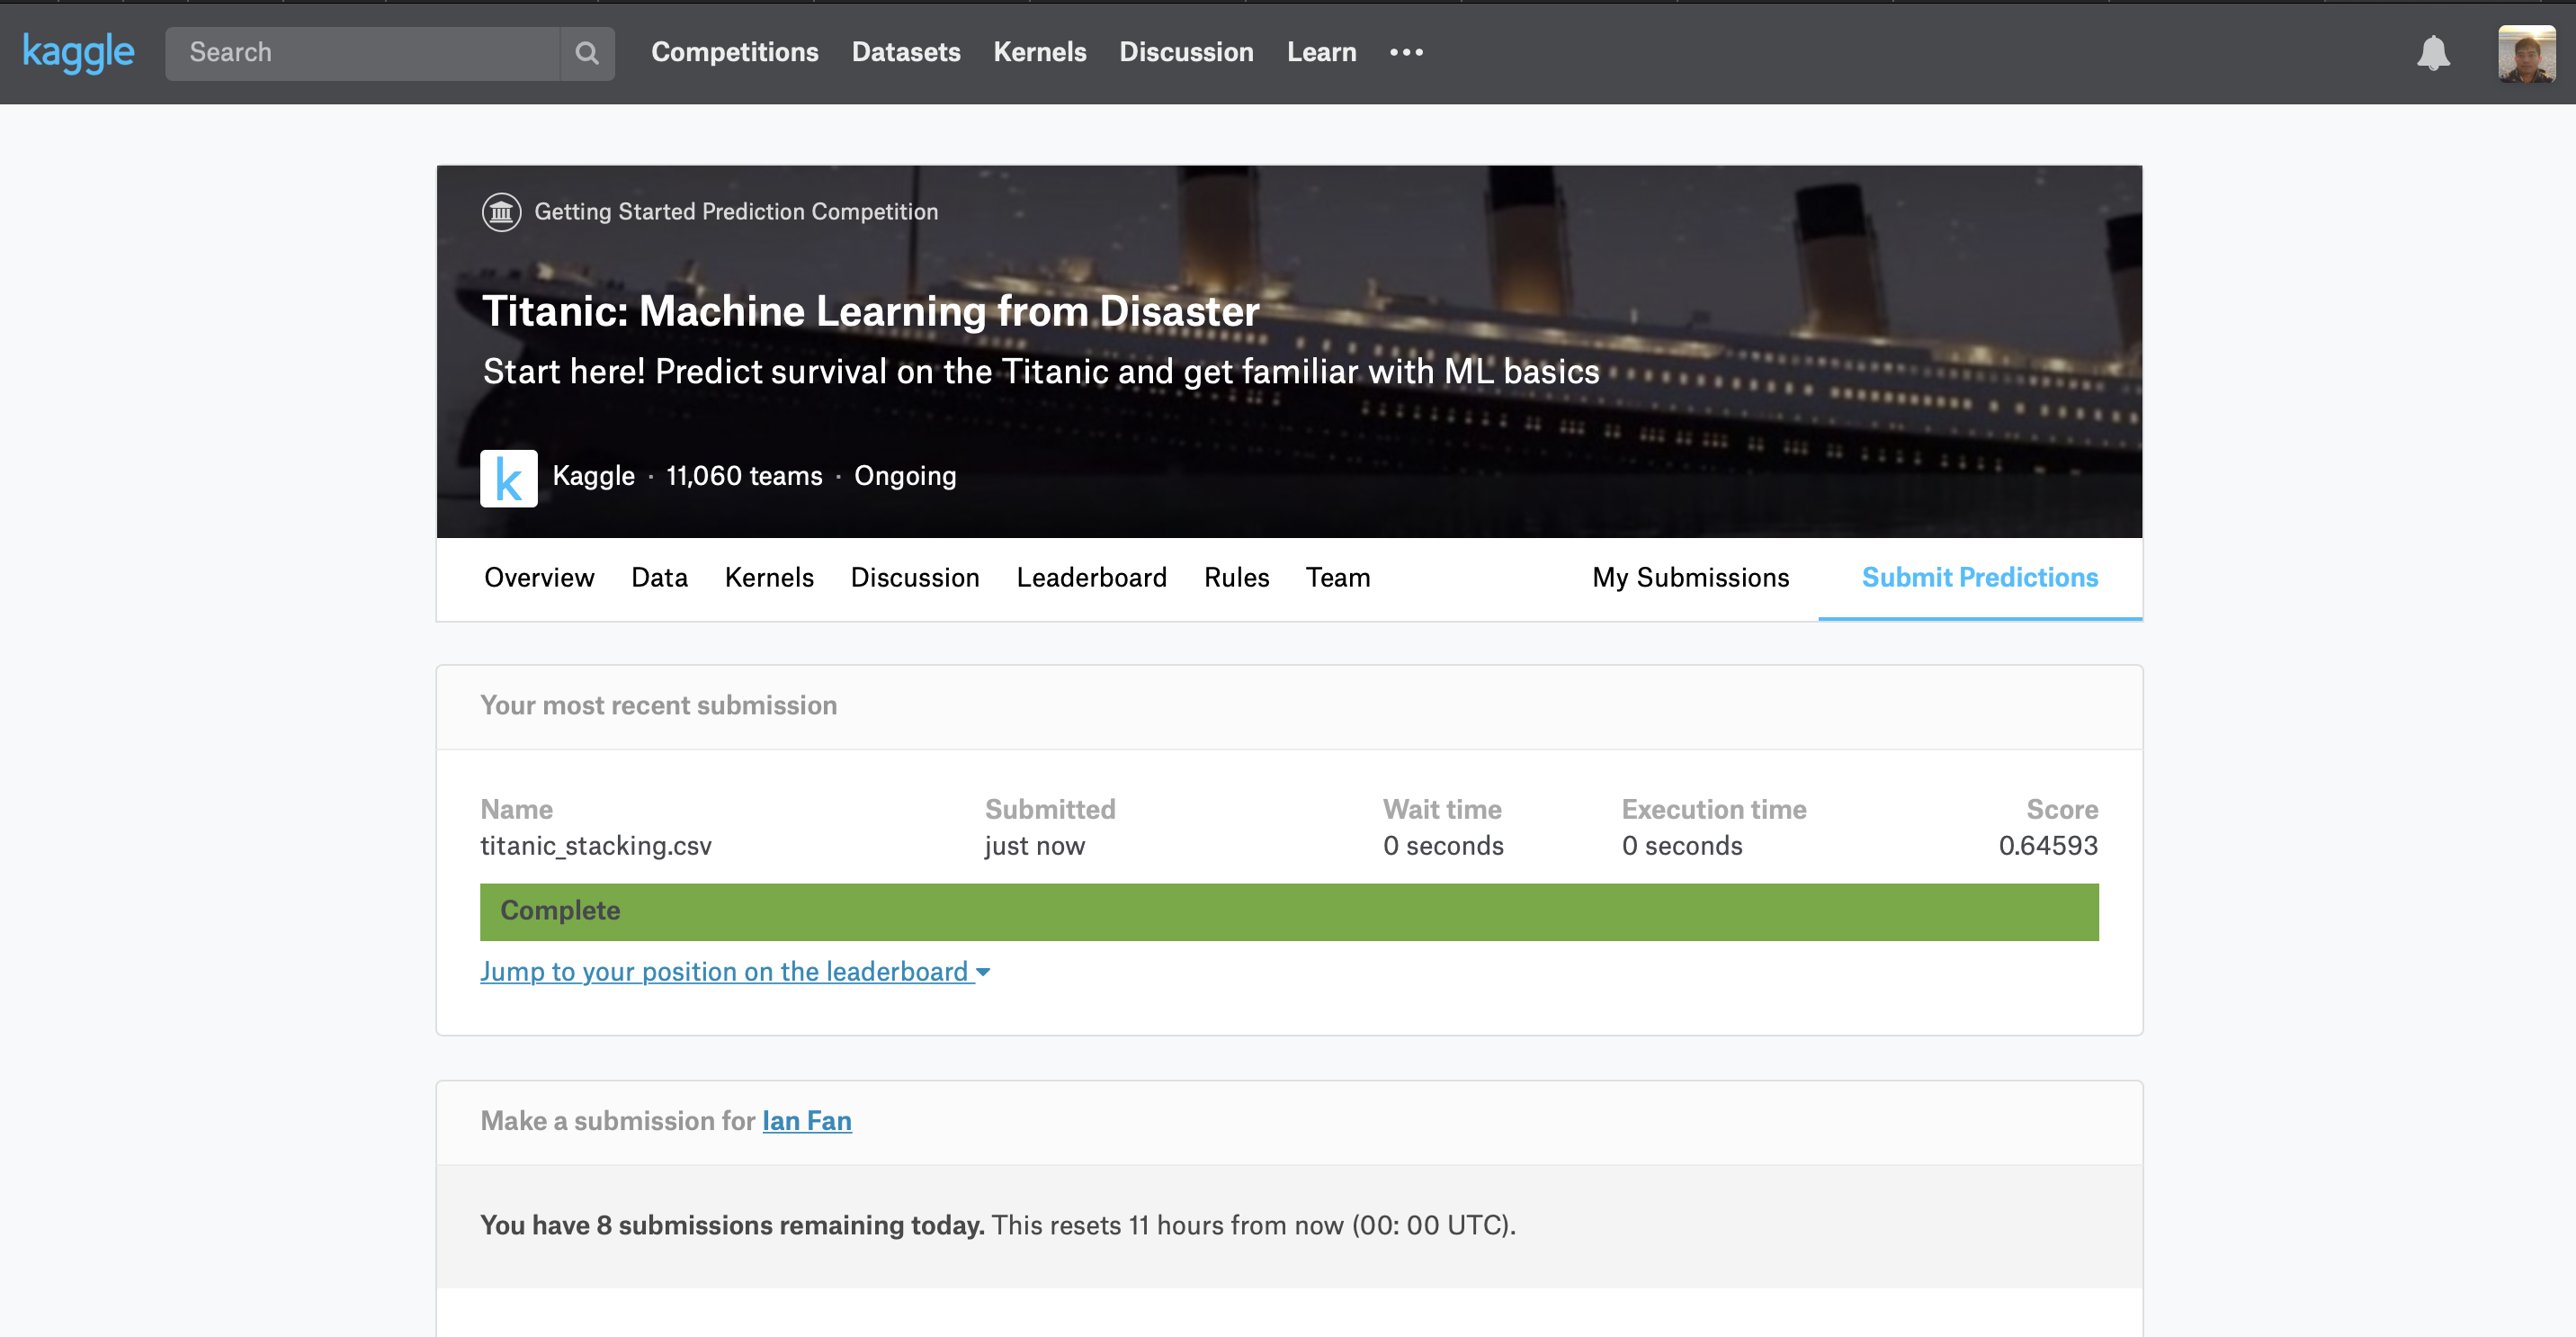 kaggle
Search
Competitions Datasets Kernels Discussion Learn •••
Getting Started Prediction Competition
Titanic: Machine Learning from Disaster
Start here! Predict survival on the Titanic and get familiar with ML basics
k Kaggle · 11,060 teams · Ongoing
Overview Data Kernels Discussion Leaderboard Rules Team My Submissions Submit Predictions
Your most recent submission
Name Submitted Wait time Execution time Score
titanic_stacking.csv just now 0 seconds 0 seconds 0.64593
Complete
Jump to your position on the leaderboard
Make a submission for Ian Fan
You have 8 submissions remaining today. This resets 11 hours from now (00: 00 UTC).